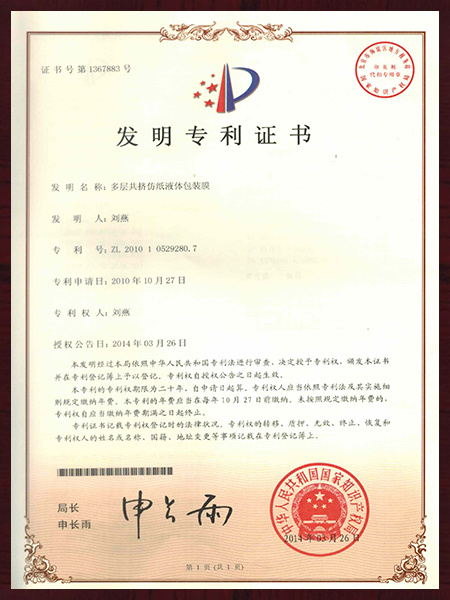 证书号第1367883号
印花税
代扣专用章
发明专利证书
发明名称：多层共挤仿纸液体包装膜
发明人：刘燕
专利号：ZL 2010 1 0529280.7
专利申请日：2010年10月27日
专利权人：刘燕
授权公告日：2014年03月26日
本发明经过本局依照中华人民共和国专利法进行审查，决定授予专利权，颁发本证书
并在专利登记簿上予以登记。专利权自授权公告之日起生效。
本专利的专利权期限为二十年，自申请日起算。专利权人应当依照专利法及其实施细
则规定缴纳年费。本专利的年费应当在每年10月27日前缴纳。未按照规定缴纳年费的，
专利权自应当缴纳年费期满之日起终止。
专利证书记载专利权登记时的法律状况。专利权的转移、质押、无效、终止、恢复和
专利权人的姓名或名称、国籍、地址变更等事项记载在专利登记簿上。
局长
申长雨
申长雨
中华人民共和国国家知识产权局
2014年03月26日
第1页（共1页）